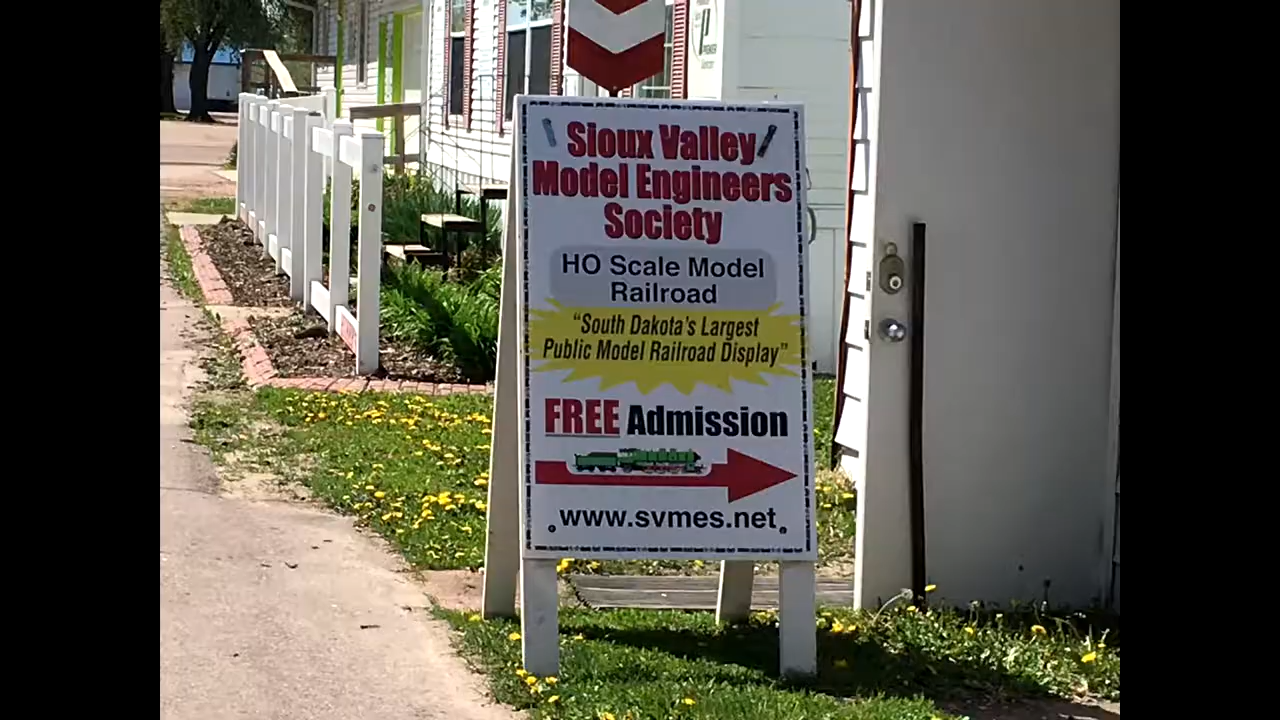 Sioux Valley
Model Engineers
Society
HO Scale Model
Railroad
"South Dakota's Largest
Public Model Railroad Display"
FREE Admission
www.svmes.net